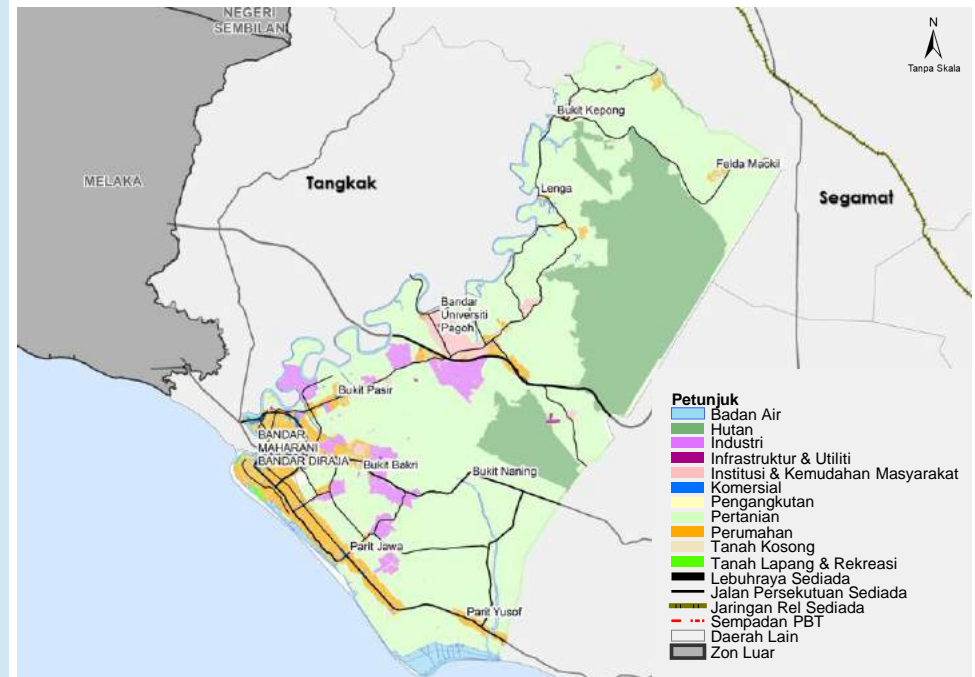 NEGERI
SEMBILAN
N
Tanpa Skala
Bukit Kepong
Felda Maokil
MELAKA
Tangkak
Lenga
Segamat
Bandar
Universiti
Pagoh
Bukit Pasir
BANDAR
MAHARANI
BANDAR DIRAJA
Bukit Bakri
Bukit Naning
Parit Jawa
Parit Yusof
Petunjuk
Badan Air
Hutan
Industri
Infrastruktur & Utiliti
Institusi & Kemudahan Masyarakat
Komersial
Pengangkutan
Pertanian
Perumahan
Tanah Kosong
Tanah Lapang & Rekreasi
Lebuhraya Sediada
Jalan Persekutuan Sediada
Jaringan Rel Sediada
Sempadan PBT
Daerah Lain
Zon Luar